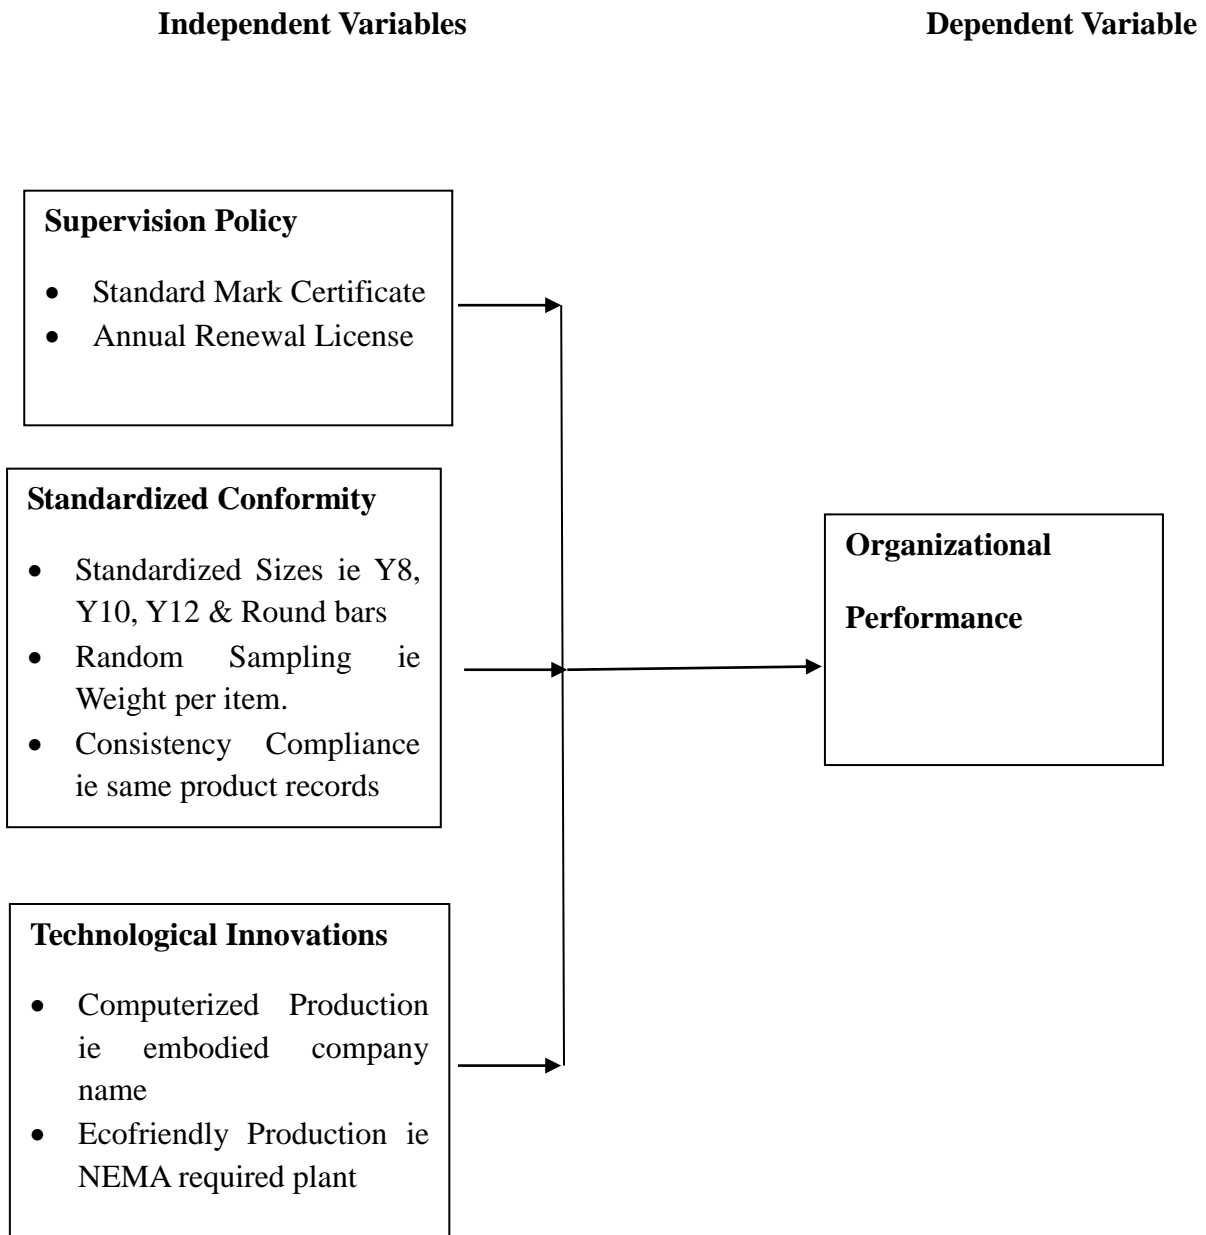 Independent Variables
Dependent Variable
Supervision Policy
• Standard Mark Certificate
• Annual Renewal License
Standardized Conformity
• Standardized Sizes ie Y8,
Y10, Y12 & Round bars
• Random Sampling ie
Weight per item.
• Consistency Compliance
ie same product records
Organizational
Performance
Technological Innovations
• Computerized Production
ie embodied company
name
• Ecofriendly Production ie
NEMA required plant